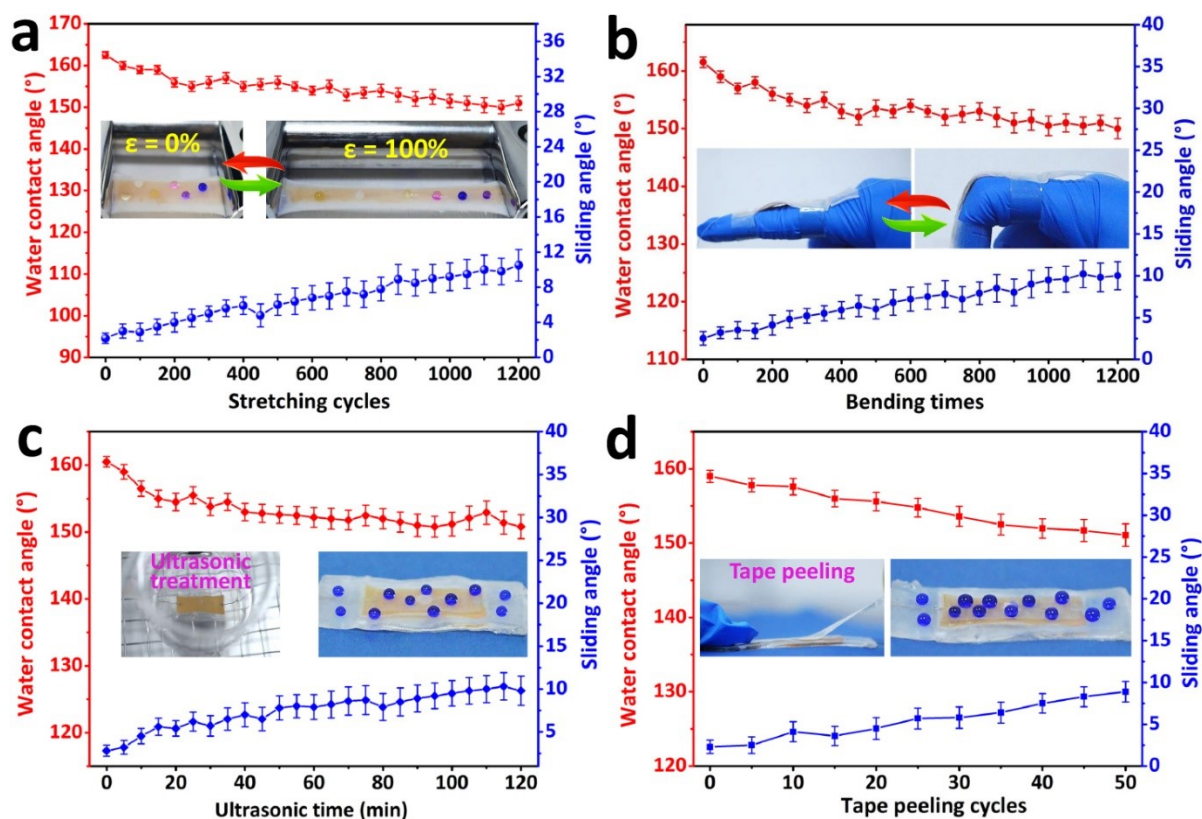 a
Water contact angle (°)
170
160
150
140
130
120
110
100
90
ε = 0%
ε = 100%
36
32
28
24
20
16
12
8
4
0
Sliding angle (°)
0 200 400 600 800 1000 1200
Stretching cycles
b
Water contact angle (°)
160
150
140
130
120
110
40
35
30
25
20
15
10
5
0
Sliding angle (°)
0 200 400 600 800 1000 1200
Bending times
c
Water contact angle (°)
160
150
140
130
120
Ultrasonic
treatment
40
35
30
25
20
15
10
5
Sliding angle (°)
0 20 40 60 80 100 120
Ultrasonic time (min)
d
Water contact angle (°)
160
150
140
130
120
Tape peeling
40
35
30
25
20
15
10
5
0
Sliding angle (°)
0 10 20 30 40 50
Tape peeling cycles